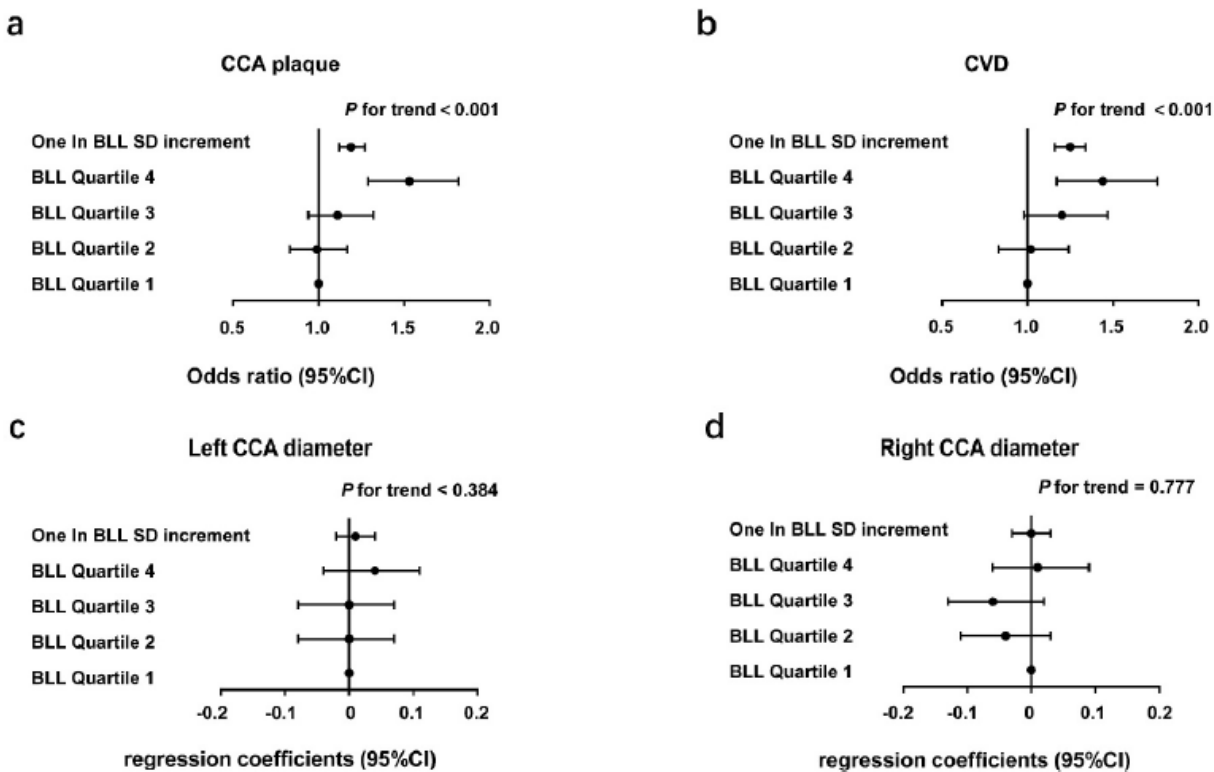 a
CCA plaque
P for trend < 0.001
One In BLL SD increment
BLL Quartile 4
BLL Quartile 3
BLL Quartile 2
BLL Quartile 1
0.5 1.0 1.5 2.0
Odds ratio (95%CI)
b
CVD
P for trend < 0.001
One In BLL SD increment
BLL Quartile 4
BLL Quartile 3
BLL Quartile 2
BLL Quartile 1
0.5 1.0 1.5 2.0
Odds ratio (95%CI)
c
Left CCA diameter
P for trend < 0.384
One In BLL SD increment
BLL Quartile 4
BLL Quartile 3
BLL Quartile 2
BLL Quartile 1
-0.2 -0.1 0 0.1 0.2
regression coefficients (95%CI)
d
Right CCA diameter
P for trend = 0.777
One In BLL SD increment
BLL Quartile 4
BLL Quartile 3
BLL Quartile 2
BLL Quartile 1
-0.2 -0.1 0 0.1 0.2
regression coefficients (95%CI)